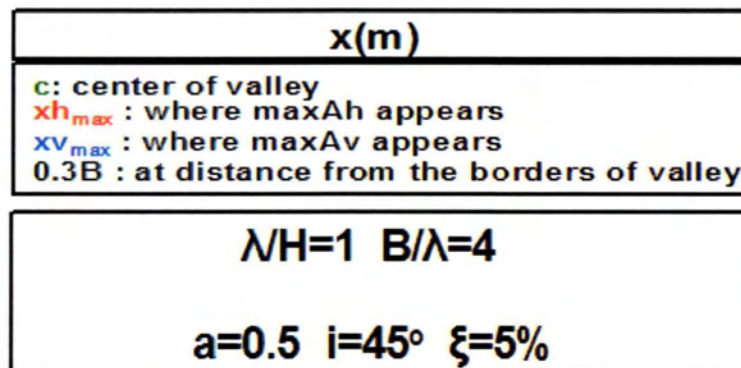 x(m)
c: center of valley
xhmax : where maxAh appears
xvmax : where maxAv appears
0.3B : at distance from the borders of valley
λ/H=1 B/λ=4
a=0.5 i=45° ξ=5%